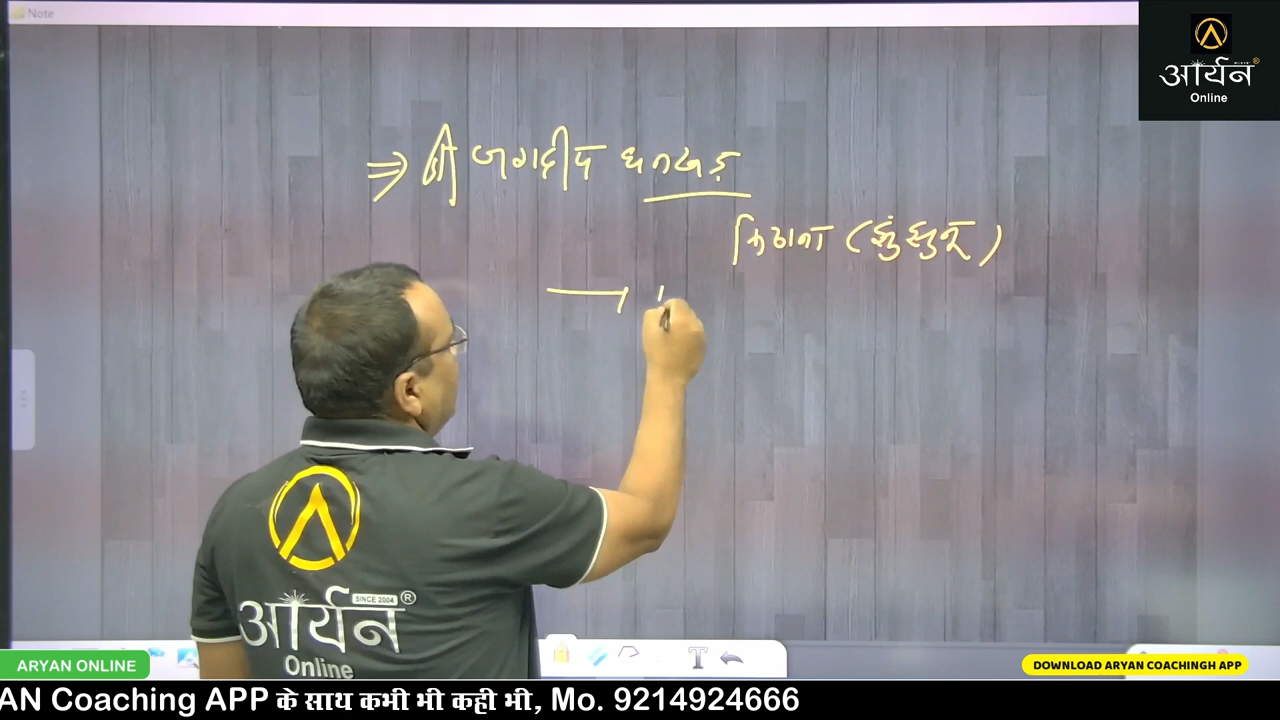 Note
आर्यन®
Online
⇒ श्री जगदीप धनखड़
किठाना (झुंझुनू)
SINCE 2004 ®
आर्यन
Online
T
ARYAN ONLINE
DOWNLOAD ARYAN COACHINGH APP
AN Coaching APP के साथ कभी भी कही भी, Mo. 9214924666